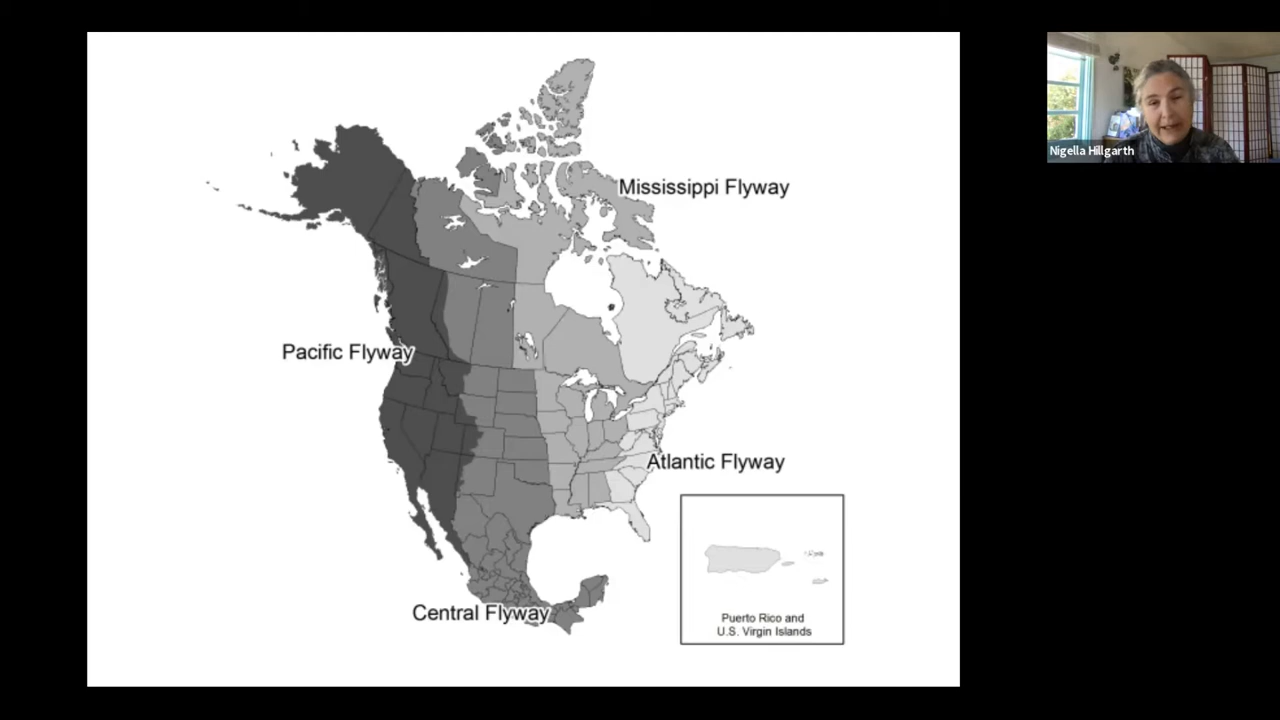 Mississippi Flyway
Pacific Flyway
Atlantic Flyway
Central Flyway
Puerto Rico and
U.S. Virgin Islands
Nigella Hillgarth